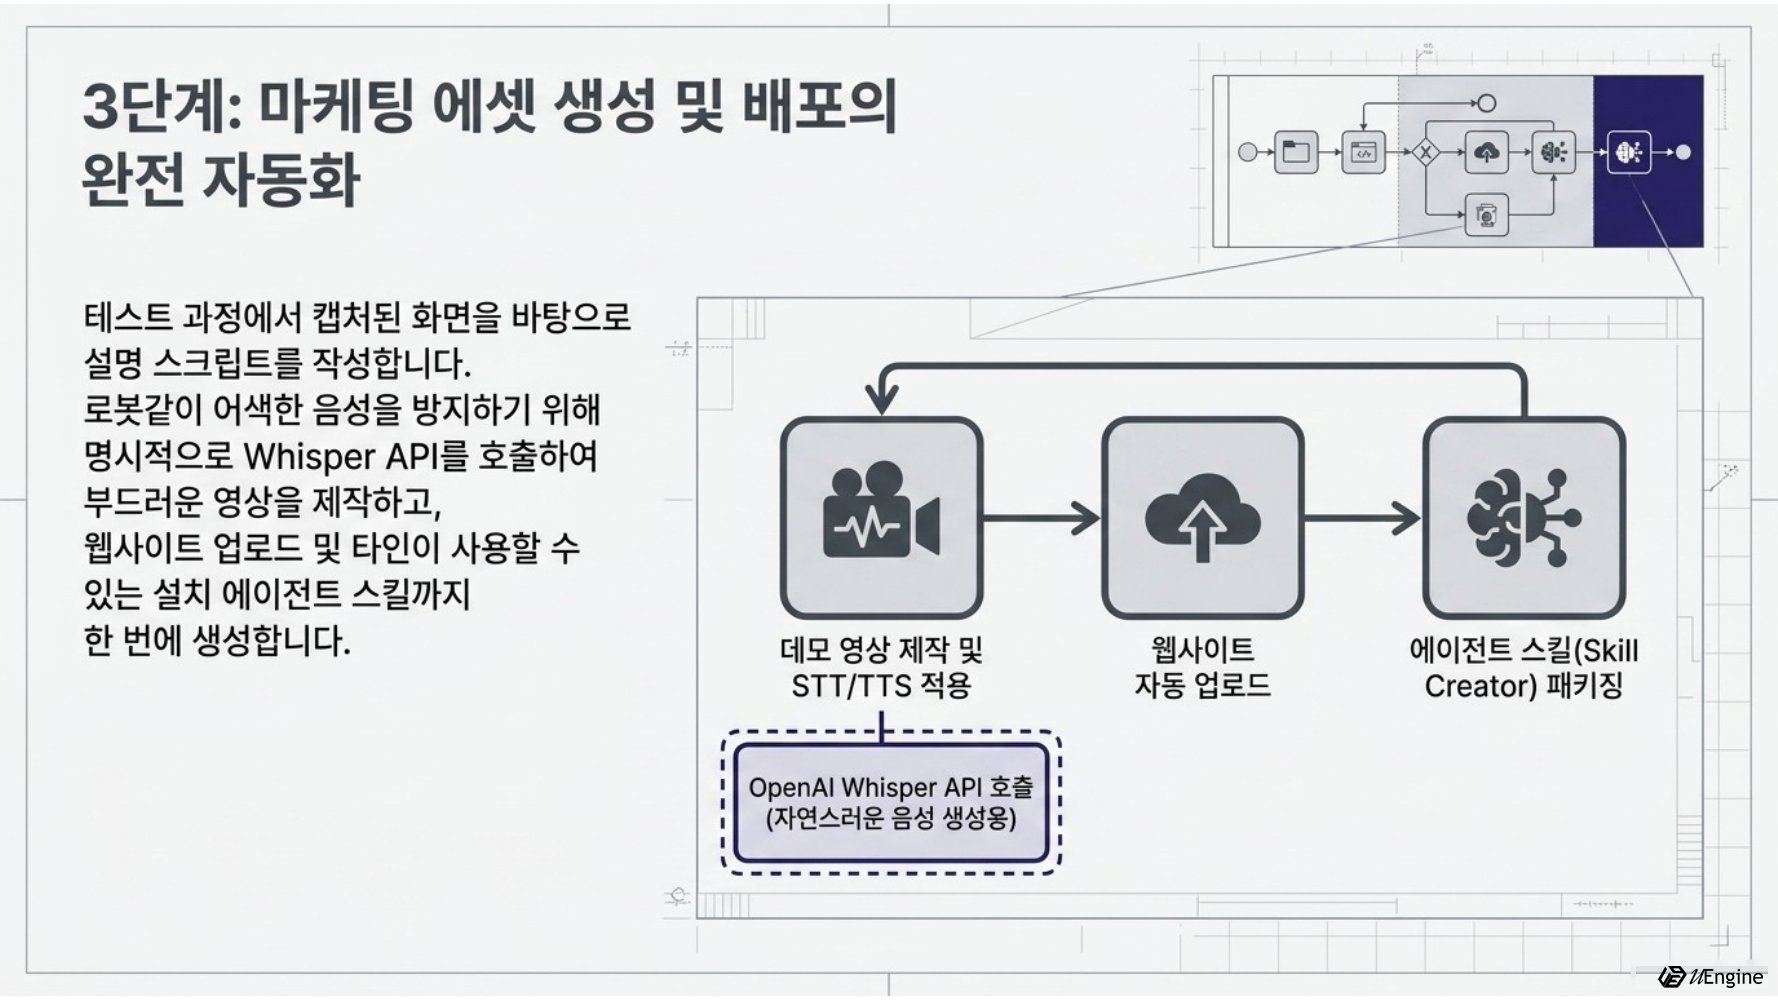 3단계: 마케팅 에셋 생성 및 배포의
완전 자동화
테스트 과정에서 캡처된 화면을 바탕으로
설명 스크립트를 작성합니다.
로봇같이 어색한 음성을 방지하기 위해
명시적으로 Whisper API를 호출하여
부드러운 영상을 제작하고,
웹사이트 업로드 및 타인이 사용할 수
있는 설치 에이전트 스킬까지
한 번에 생성합니다.
데모 영상 제작 및
STT/TTS 적용
웹사이트
자동 업로드
에이전트 스킬(Skill
Creator) 패키징
OpenAI Whisper API 호출
(자연스러운 음성 생성용)
uEngine